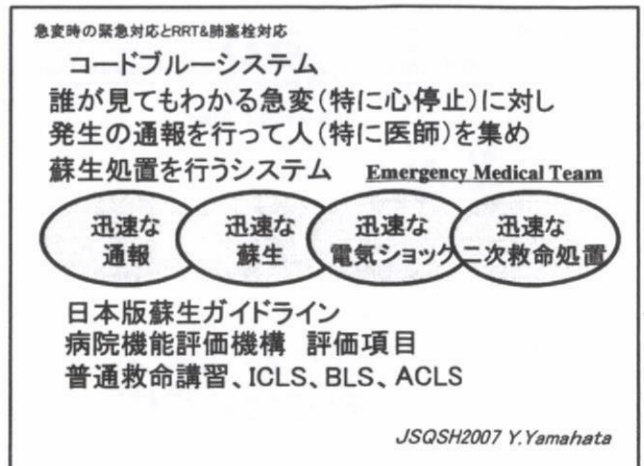 急変時の緊急対応とRRT&肺塞栓対応
コードブルーシステム
誰が見てもわかる急変(特に心停止)に対し
発生の通報を行って人(特に医師)を集め
蘇生処置を行うシステム Emergency Medical Team
迅速な 迅速な 迅速な 迅速な
通報 蘇生 電気ショック 二次救命処置
日本版蘇生ガイドライン
病院機能評価機構 評価項目
普通救命講習、ICLS、BLS、ACLS
JSQSH2007 Y.Yamahata